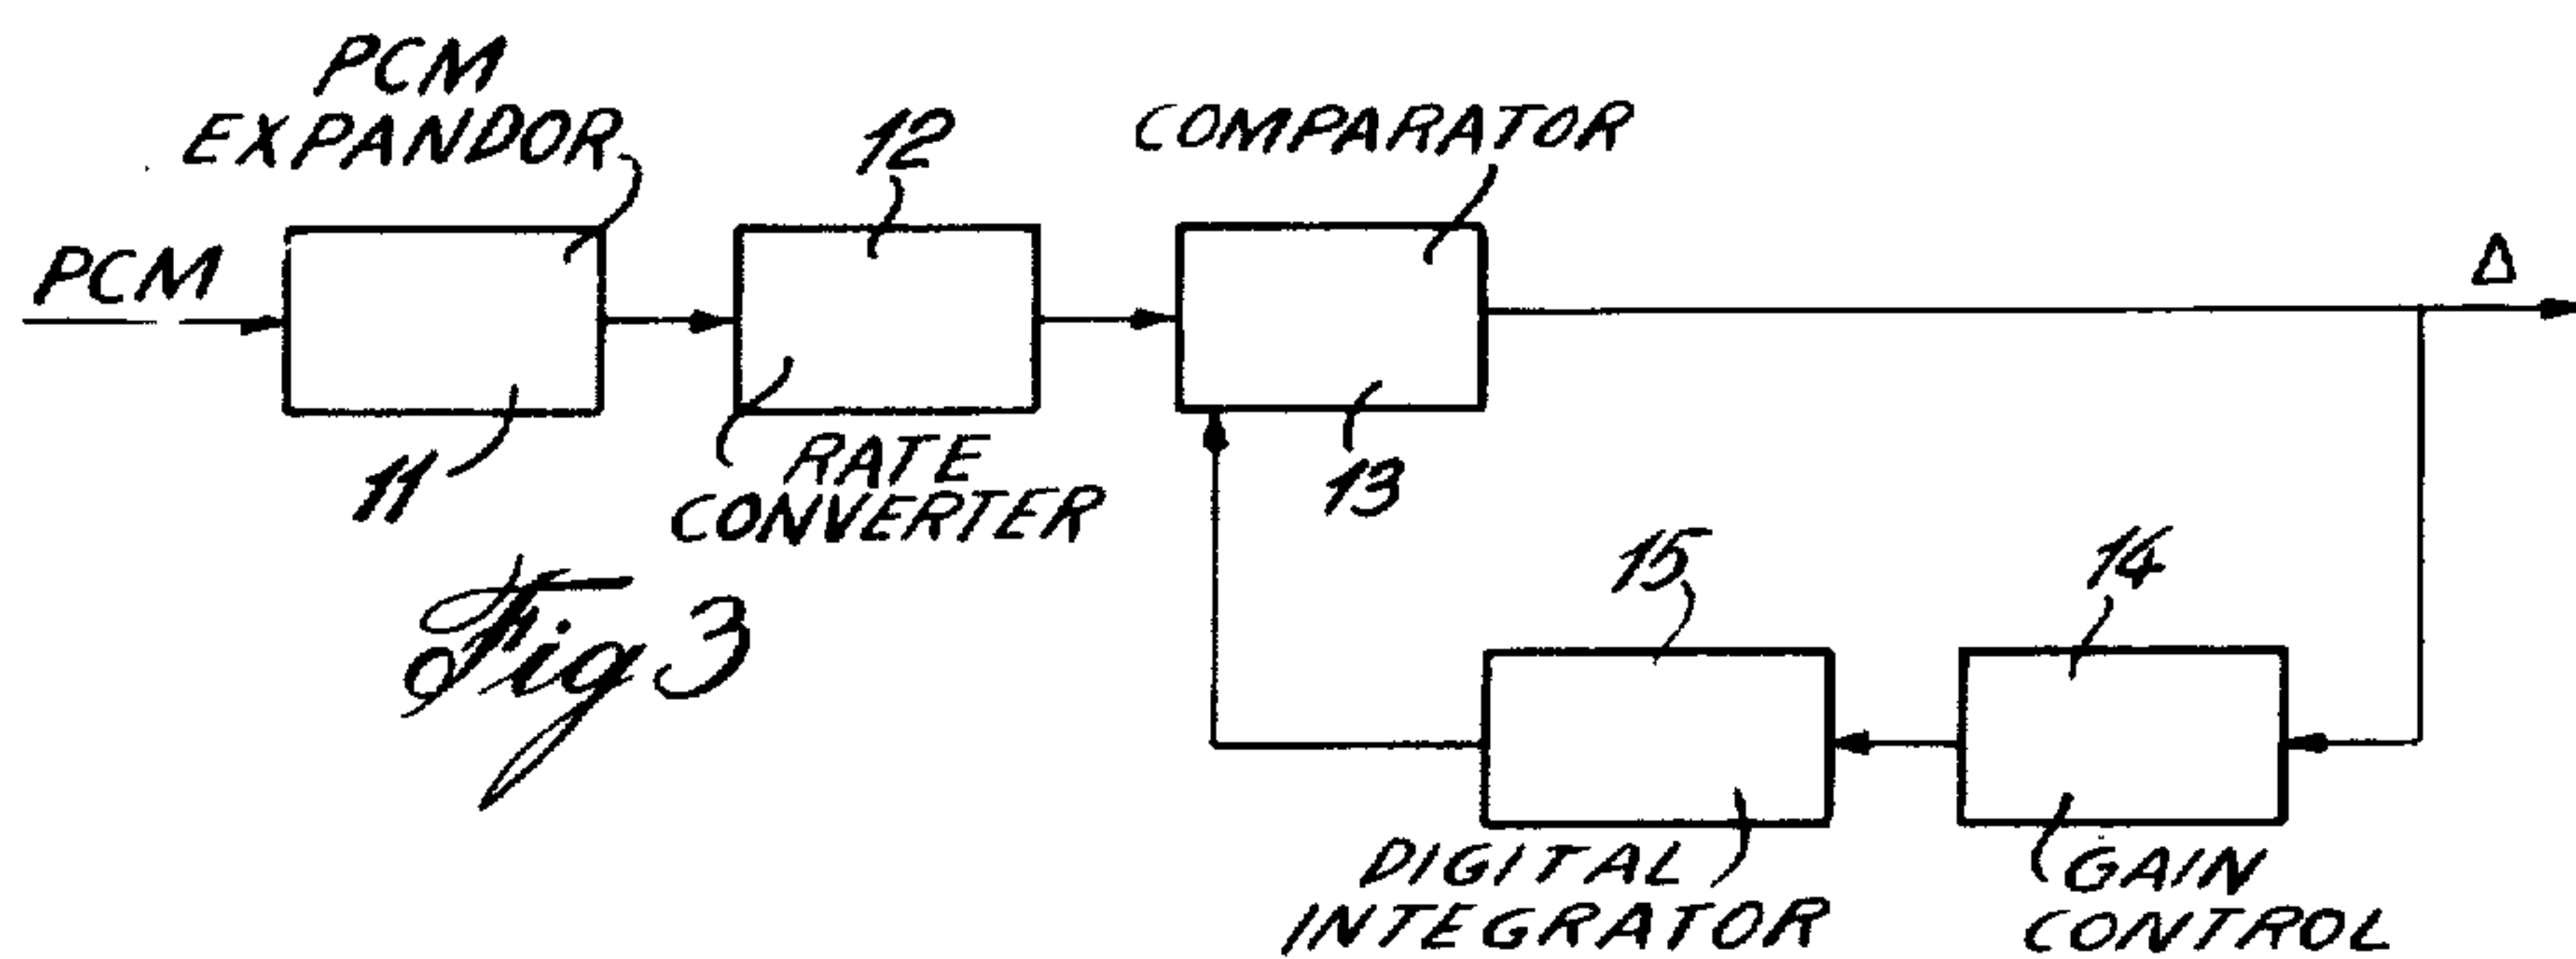 PCM
EXPANDOR
12
COMPARATOR
PCM
Δ
11
RATE
CONVERTER
13
Fig 3
15
14
DIGITAL
INTEGRATOR
GAIN
CONTROL